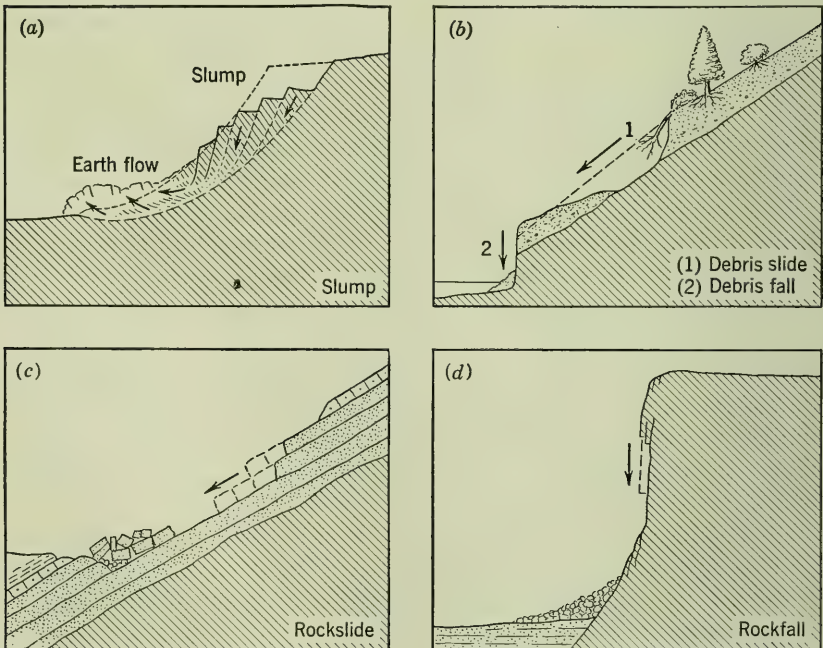 (a)
Slump
Earth flow
Slump
(b)
1
2
(1) Debris slide
(2) Debris fall
(c)
Rockslide
(d)
Rockfall